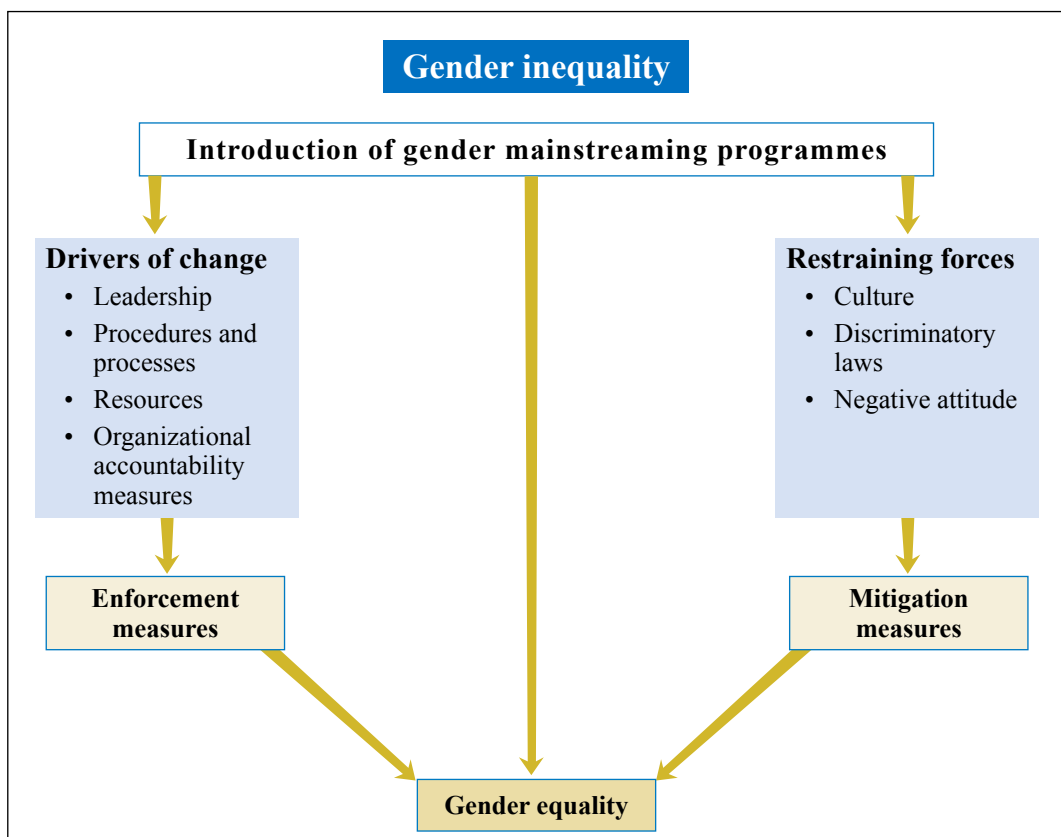 Gender inequality
Introduction of gender mainstreaming programmes
Drivers of change
• Leadership
• Procedures and
processes
• Resources
• Organizational
accountability
measures
Restraining forces
• Culture
• Discriminatory
laws
• Negative attitude
Enforcement
measures
Mitigation
measures
Gender equality